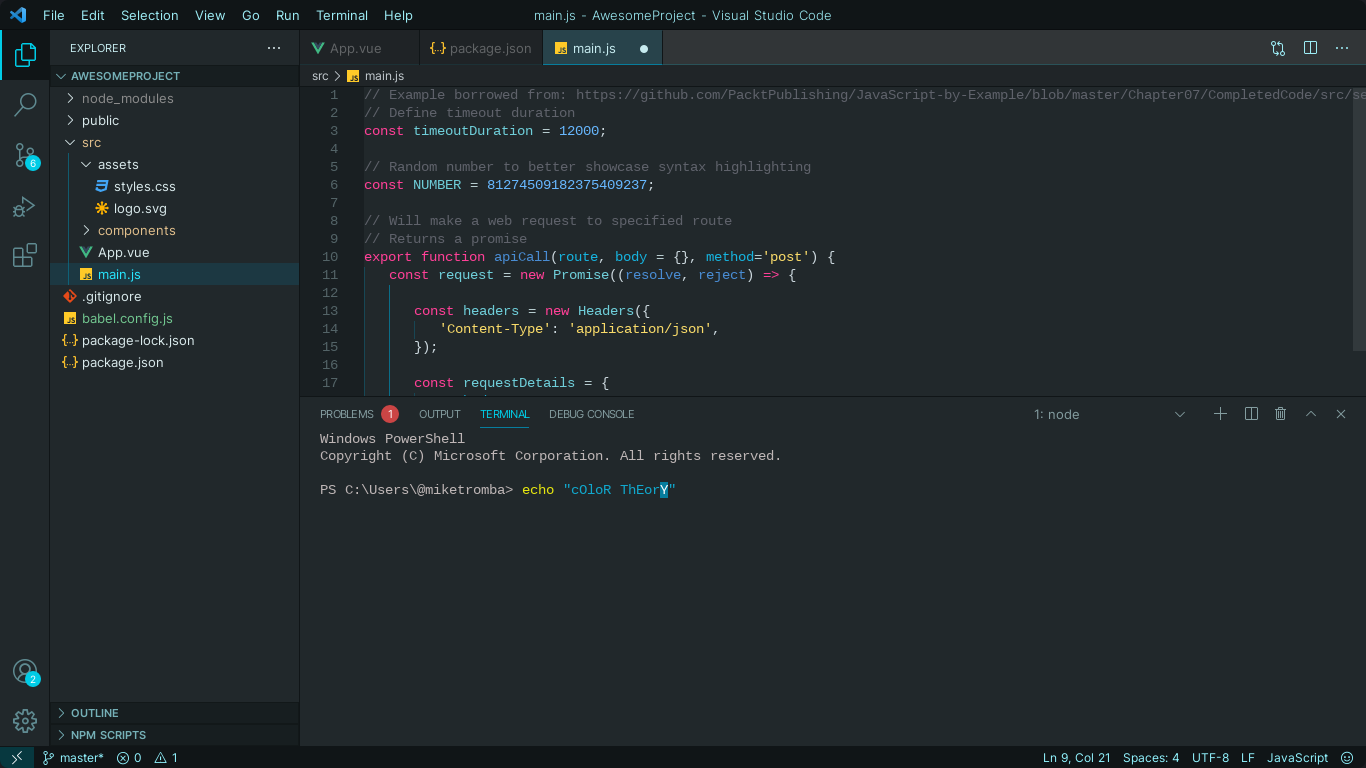 File Edit Selection View Go Run Terminal Help main.js - AwesomeProject - Visual Studio Code
EXPLORER
App.vue
{..} package.json
JS main.js
AWESOMEPROJECT
src > JS main.js
node_modules
public
src
assets
styles.css
logo.svg
components
App.vue
JS main.js
.gitignore
JS babel.config.js
{..} package-lock.json
{..} package.json
OUTLINE
NPM SCRIPTS
6
2
1 // Example borrowed from: https://github.com/PacktPublishing/JavaScript-by-Example/blob/master/Chapter07/CompletedCode/src/se
2 // Define timeout duration
3 const timeoutDuration = 12000;
4
5 // Random number to better showcase syntax highlighting
6 const NUMBER = 81274509182375409237;
7
8 // Will make a web request to specified route
9 // Returns a promise
10 export function apiCall(route, body = {}, method='post') {
11 const request = new Promise((resolve, reject) => {
12
13 const headers = new Headers({
14 'Content-Type': 'application/json',
15 });
16
17 const requestDetails = {
PROBLEMS 1 OUTPUT TERMINAL DEBUG CONSOLE 1: node
Windows PowerShell
Copyright (C) Microsoft Corporation. All rights reserved.
PS C:\Users\@miketromba> echo "cOloR ThEorY"
master* 0 1 Ln 9, Col 21 Spaces: 4 UTF-8 LF JavaScript